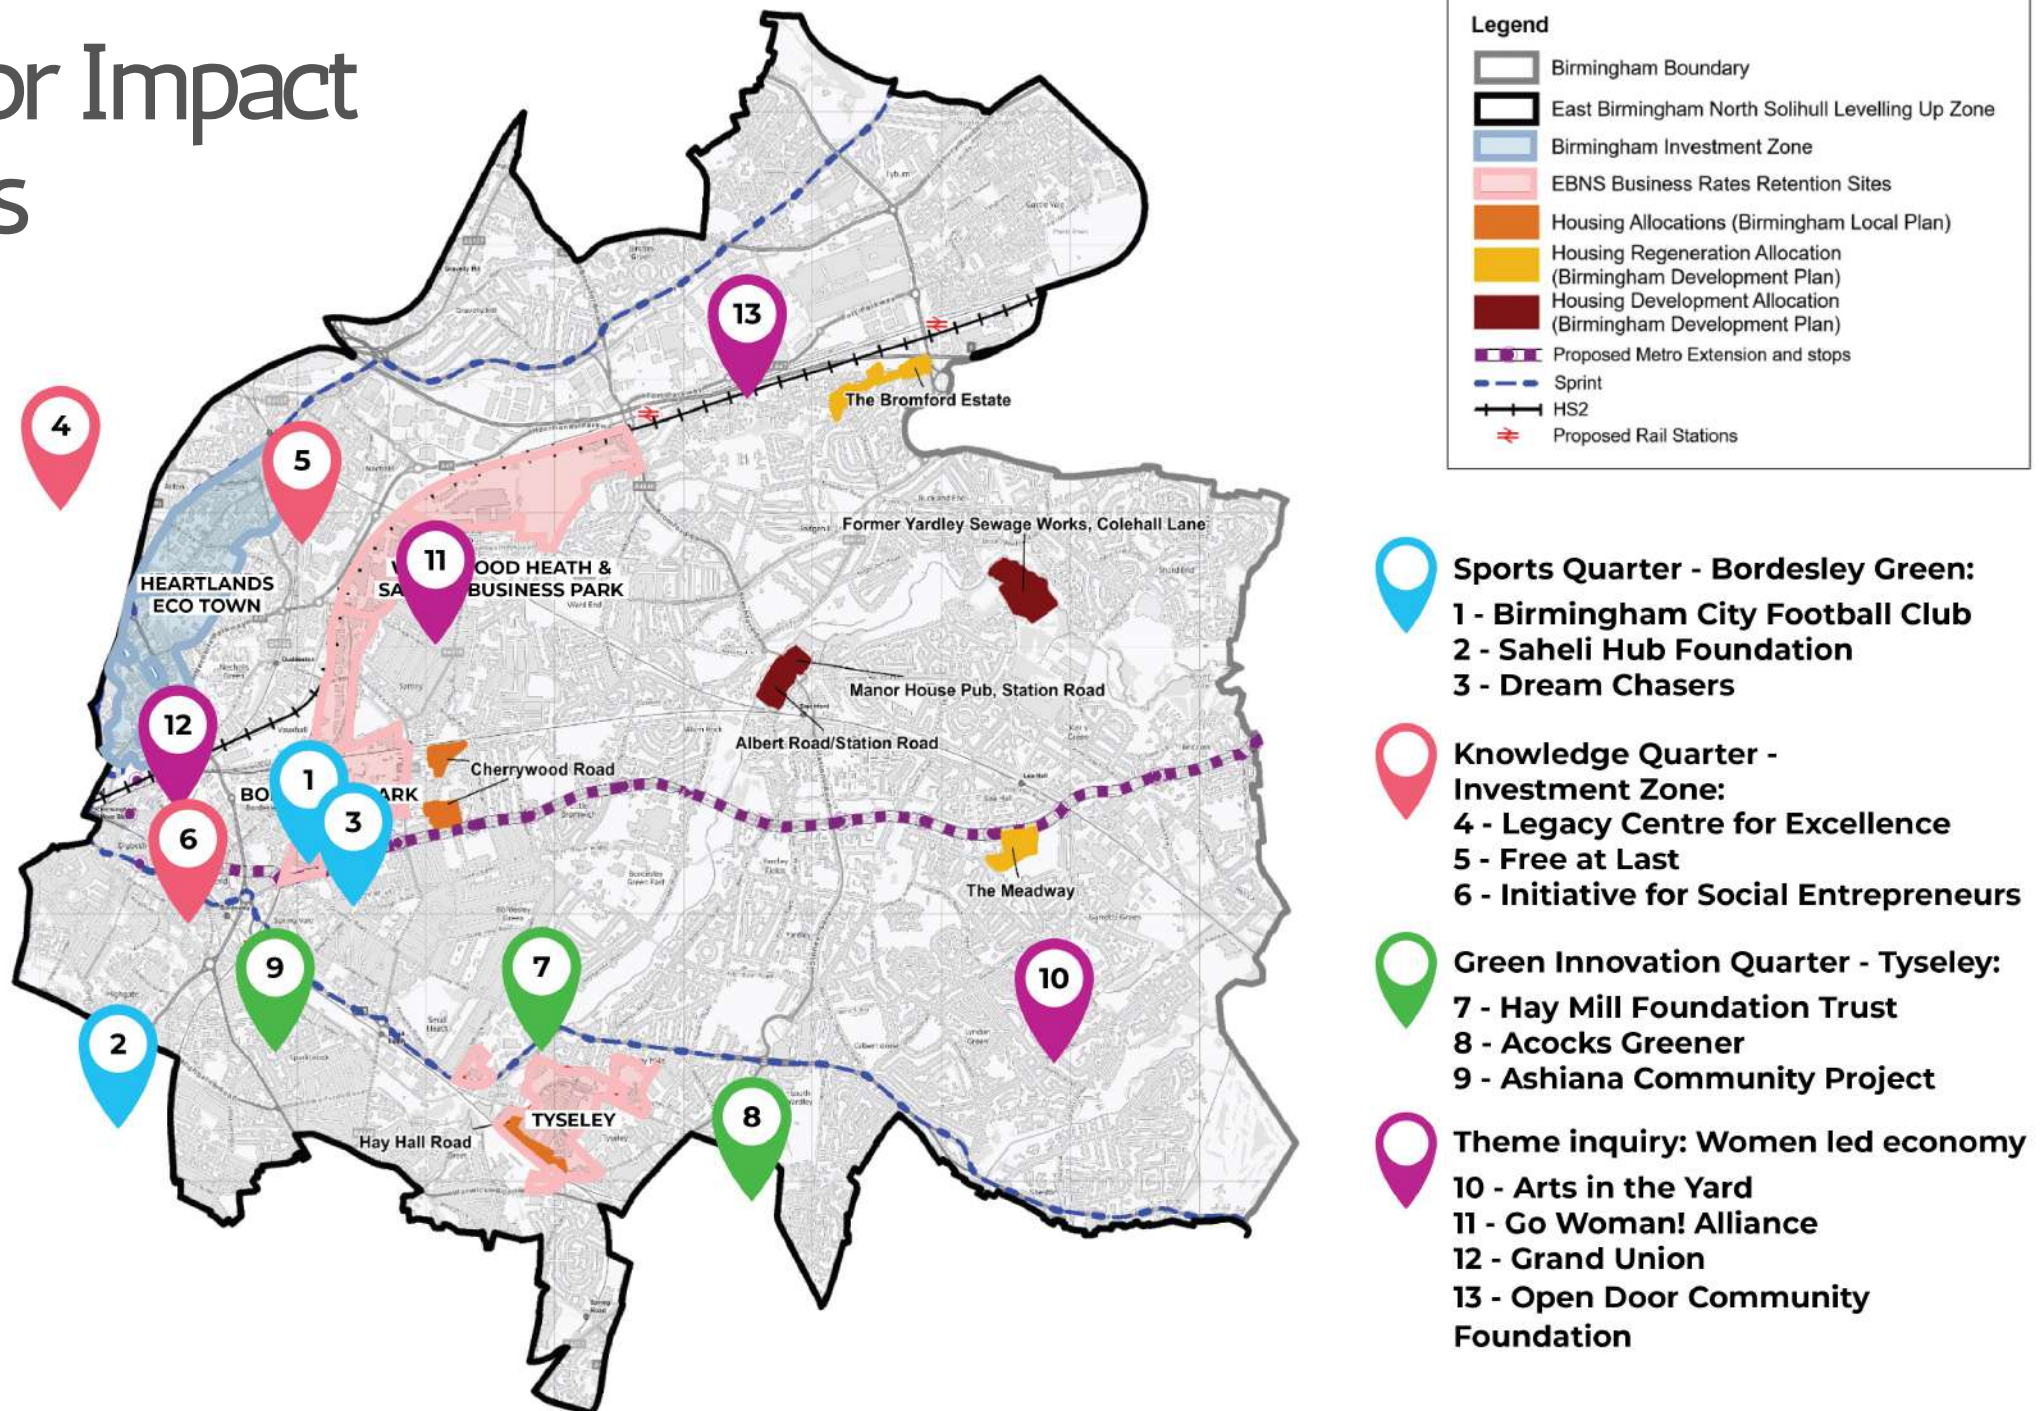 or Impact
s
Legend
Birmingham Boundary
East Birmingham North Solihull Levelling Up Zone
Birmingham Investment Zone
EBNS Business Rates Retention Sites
Housing Allocations (Birmingham Local Plan)
Housing Regeneration Allocation
(Birmingham Development Plan)
Housing Development Allocation
(Birmingham Development Plan)
Proposed Metro Extension and stops
Sprint
HS2
Proposed Rail Stations
13
The Bromford Estate
4
5
Former Yardley Sewage Works, Colehall Lane
11
OOD HEATH &
SA BUSINESS PARK
Ward End
HEARTLANDS
ECO TOWN
Manor House Pub, Station Road
12
Albert Road/Station Road
1
Cherrywood Road
BO ARK
3
6
The Meadway
9
7
10
2
8
TYSELEY
Hay Hall Road
Sports Quarter - Bordesley Green:
1 - Birmingham City Football Club
2 - Saheli Hub Foundation
3 - Dream Chasers
Knowledge Quarter -
Investment Zone:
4 - Legacy Centre for Excellence
5 - Free at Last
6 - Initiative for Social Entrepreneurs
Green Innovation Quarter - Tyseley:
7 - Hay Mill Foundation Trust
8 - Acocks Greener
9 - Ashiana Community Project
Theme inquiry: Women led economy
10 - Arts in the Yard
11 - Go Woman! Alliance
12 - Grand Union
13 - Open Door Community
Foundation